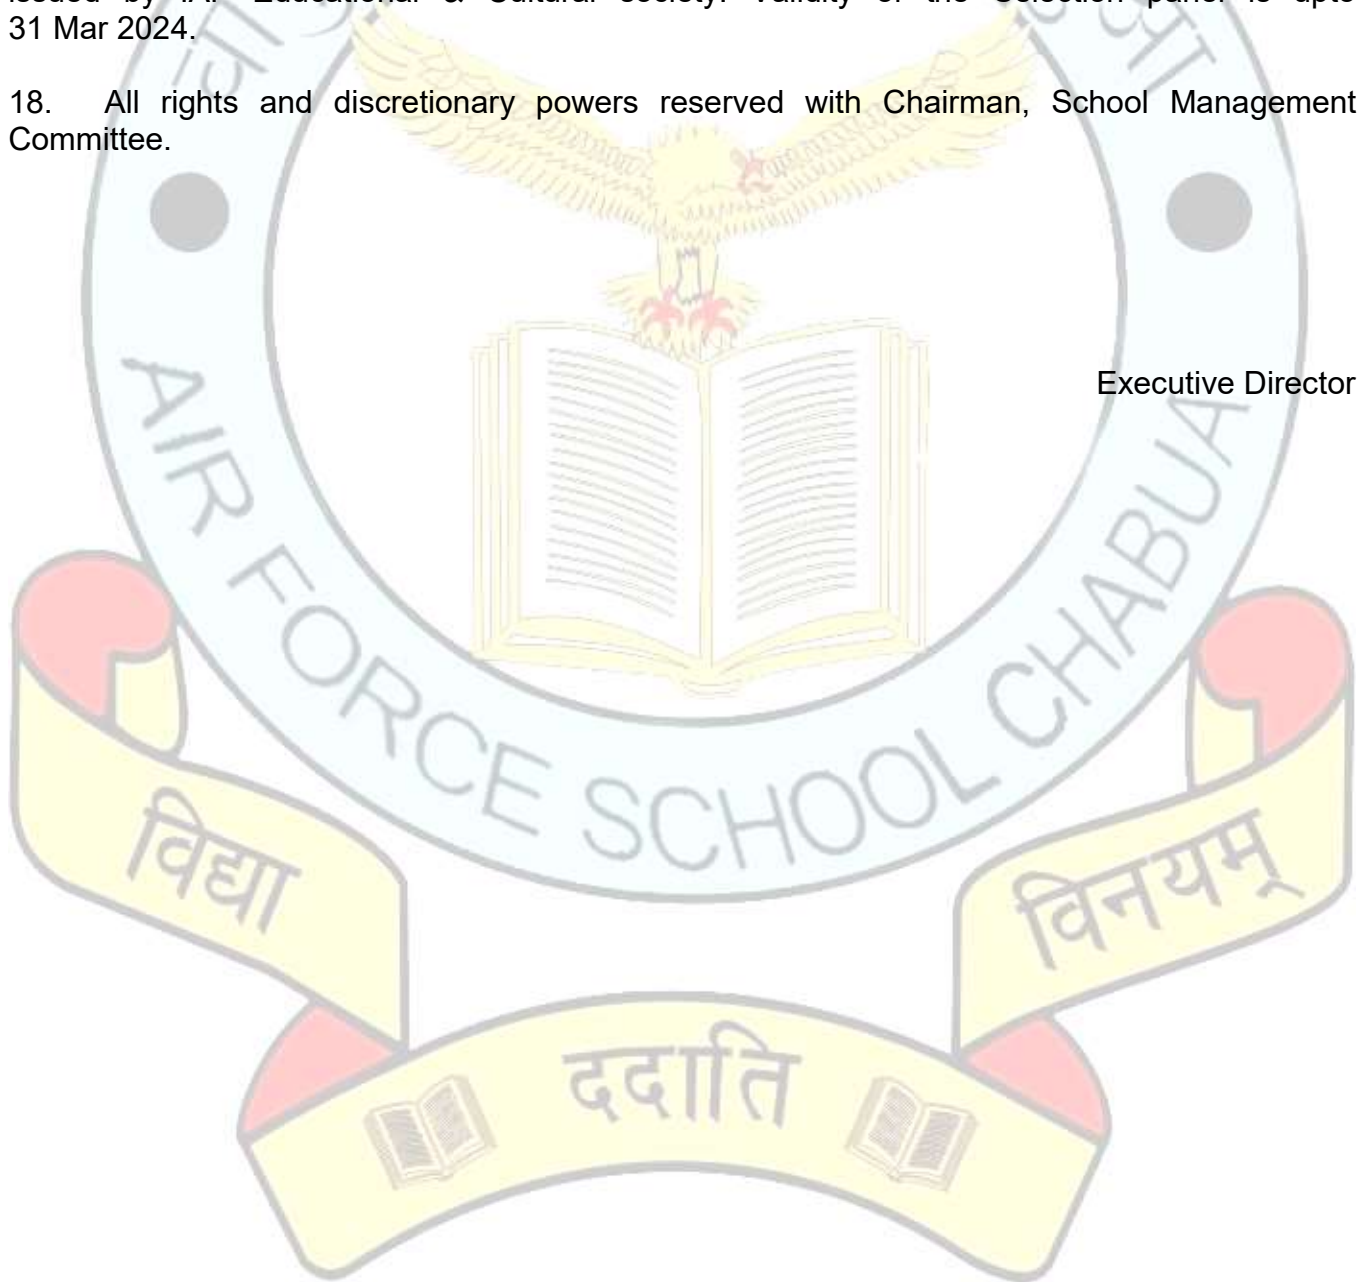 issued by IAF Educational & Cultural society. Validity of the Selection panel is upto
31 Mar 2024.
18. All rights and discretionary powers reserved with Chairman, School Management
Committee.
Executive Director
AIR FORCE SCHOOL CHABUA
विद्या
ददाति
विनयम्